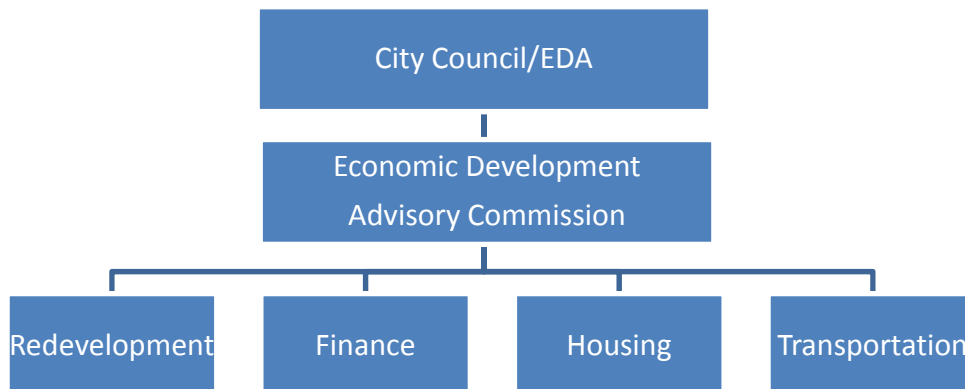 City Council/EDA
Economic Development
Advisory Commission
Redevelopment
Finance
Housing
Transportation